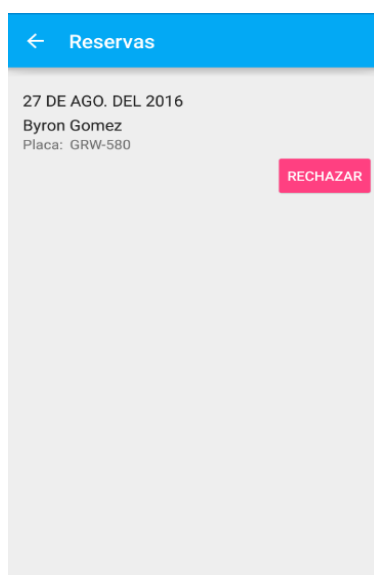 Reservas
27 DE AGO. DEL 2016
Byron Gomez
Placa: GRW-580
RECHAZAR